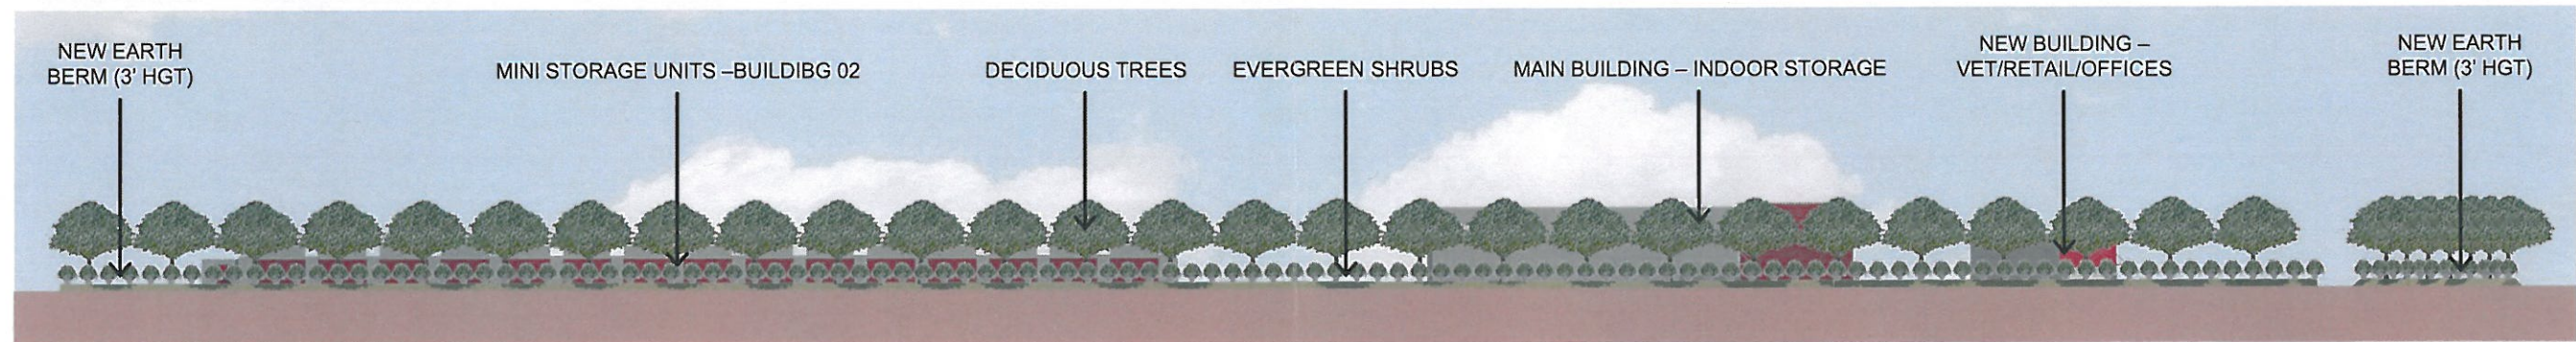 NEW EARTH
BERM (3' HGT)
MINI STORAGE UNITS –BUILDIBG 02
DECIDUOUS TREES
EVERGREEN SHRUBS
MAIN BUILDING – INDOOR STORAGE
NEW BUILDING –
VET/RETAIL/OFFICES
NEW EARTH
BERM (3' HGT)